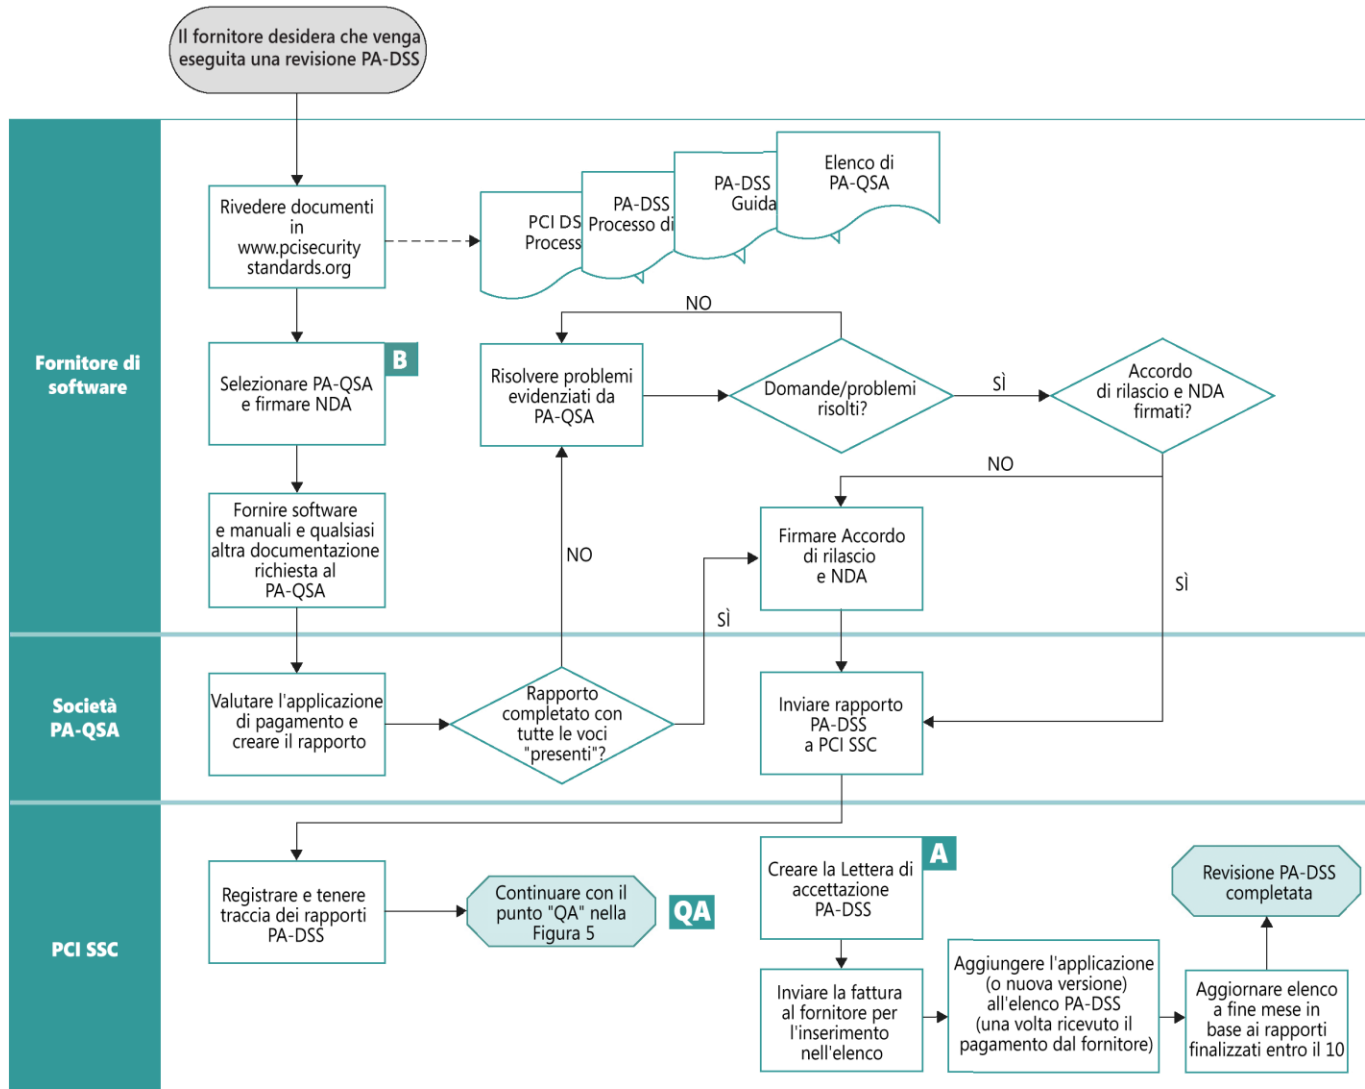 Il fornitore desidera che venga
eseguita una revisione PA-DSS
Fornitore di
software
Rivedere documenti
in
www.pcisecurity
standards.org
PCI DS
Process
PA-DSS
Processo di
PA-DSS
Guida
Elenco di
PA-QSA
B
Selezionare PA-QSA
e firmare NDA
NO
Risolvere problemi
evidenziati da
PA-QSA
Domande/problemi
risolti?
SÌ
Accordo
di rilascio e NDA
firmati?
NO
Fornire software
e manuali e qualsiasi
altra documentazione
richiesta al
PA-QSA
NO
SÌ
Firmare Accordo
di rilascio
e NDA
SÌ
Società
PA-QSA
Valutare l'applicazione
di pagamento e
creare il rapporto
Rapporto
completato con
tutte le voci
"presenti"?
Inviare rapporto
PA-DSS
a PCI SSC
PCI SSC
Registrare e tenere
traccia dei rapporti
PA-DSS
Continuare con il
punto "QA" nella
Figura 5
QA
A
Creare la Lettera di
accettazione
PA-DSS
Inviare la fattura
al fornitore per
l'inserimento
nell'elenco
Aggiungere l'applicazione
(o nuova versione)
all'elenco PA-DSS
(una volta ricevuto il
pagamento dal fornitore)
Aggiornare elenco
a fine mese in
base ai rapporti
finalizzati entro il 10
Revisione PA-DSS
completata